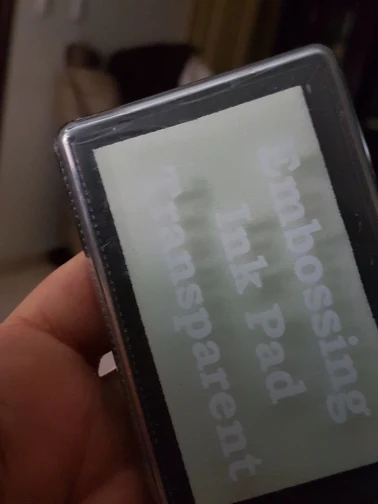 Embossing
Ink Pad
Transparent